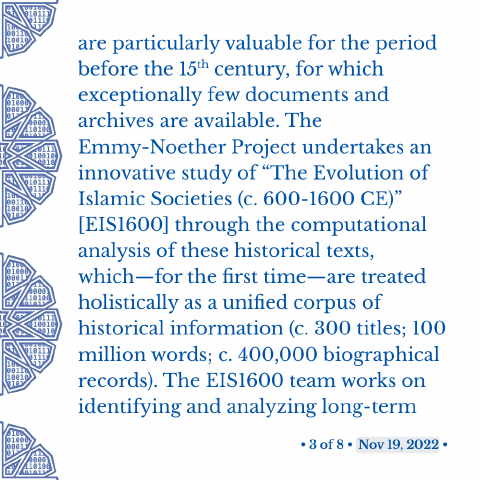 are particularly valuable for the period
before the 15th century, for which
exceptionally few documents and
archives are available. The
Emmy-Noether Project undertakes an
innovative study of “The Evolution of
Islamic Societies (c. 600-1600 CE)”
[EIS1600] through the computational
analysis of these historical texts,
which—for the first time—are treated
holistically as a unified corpus of
historical information (c. 300 titles; 100
million words; c. 400,000 biographical
records). The EIS1600 team works on
identifying and analyzing long-term
• 3 of 8 • Nov 19, 2022 •